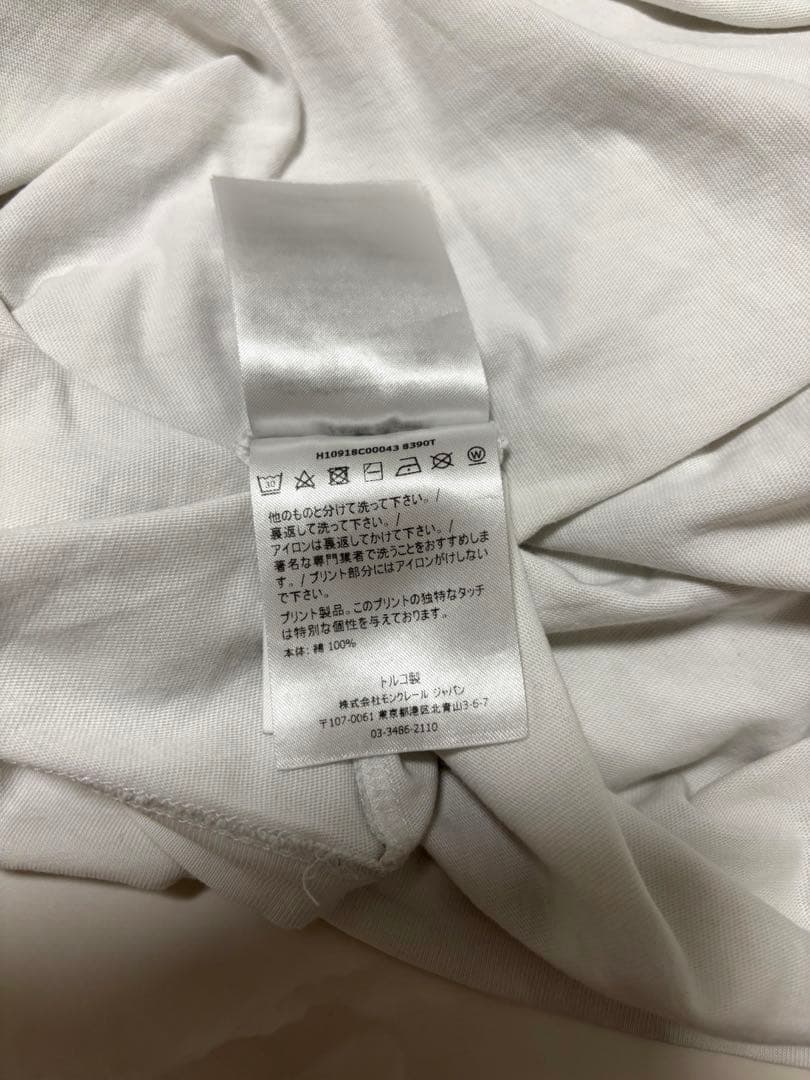 H10918C00043 8390T
30
W
他のものと分けて洗って下さい。/
裏返して洗って下さい。/
アイロンは裏返してかけて下さい。/
著名な専門業者で洗うことをおすすめしま
す。/ プリント部分にはアイロンがけしない
で下さい。
プリント製品。このプリントの独特なタッチ
は特別な個性を与えております。
本体: 綿 100%
トルコ製
株式会社モンクレール ジャパン
〒107-0061 東京都港区北青山3-6-7
03-3486-2110